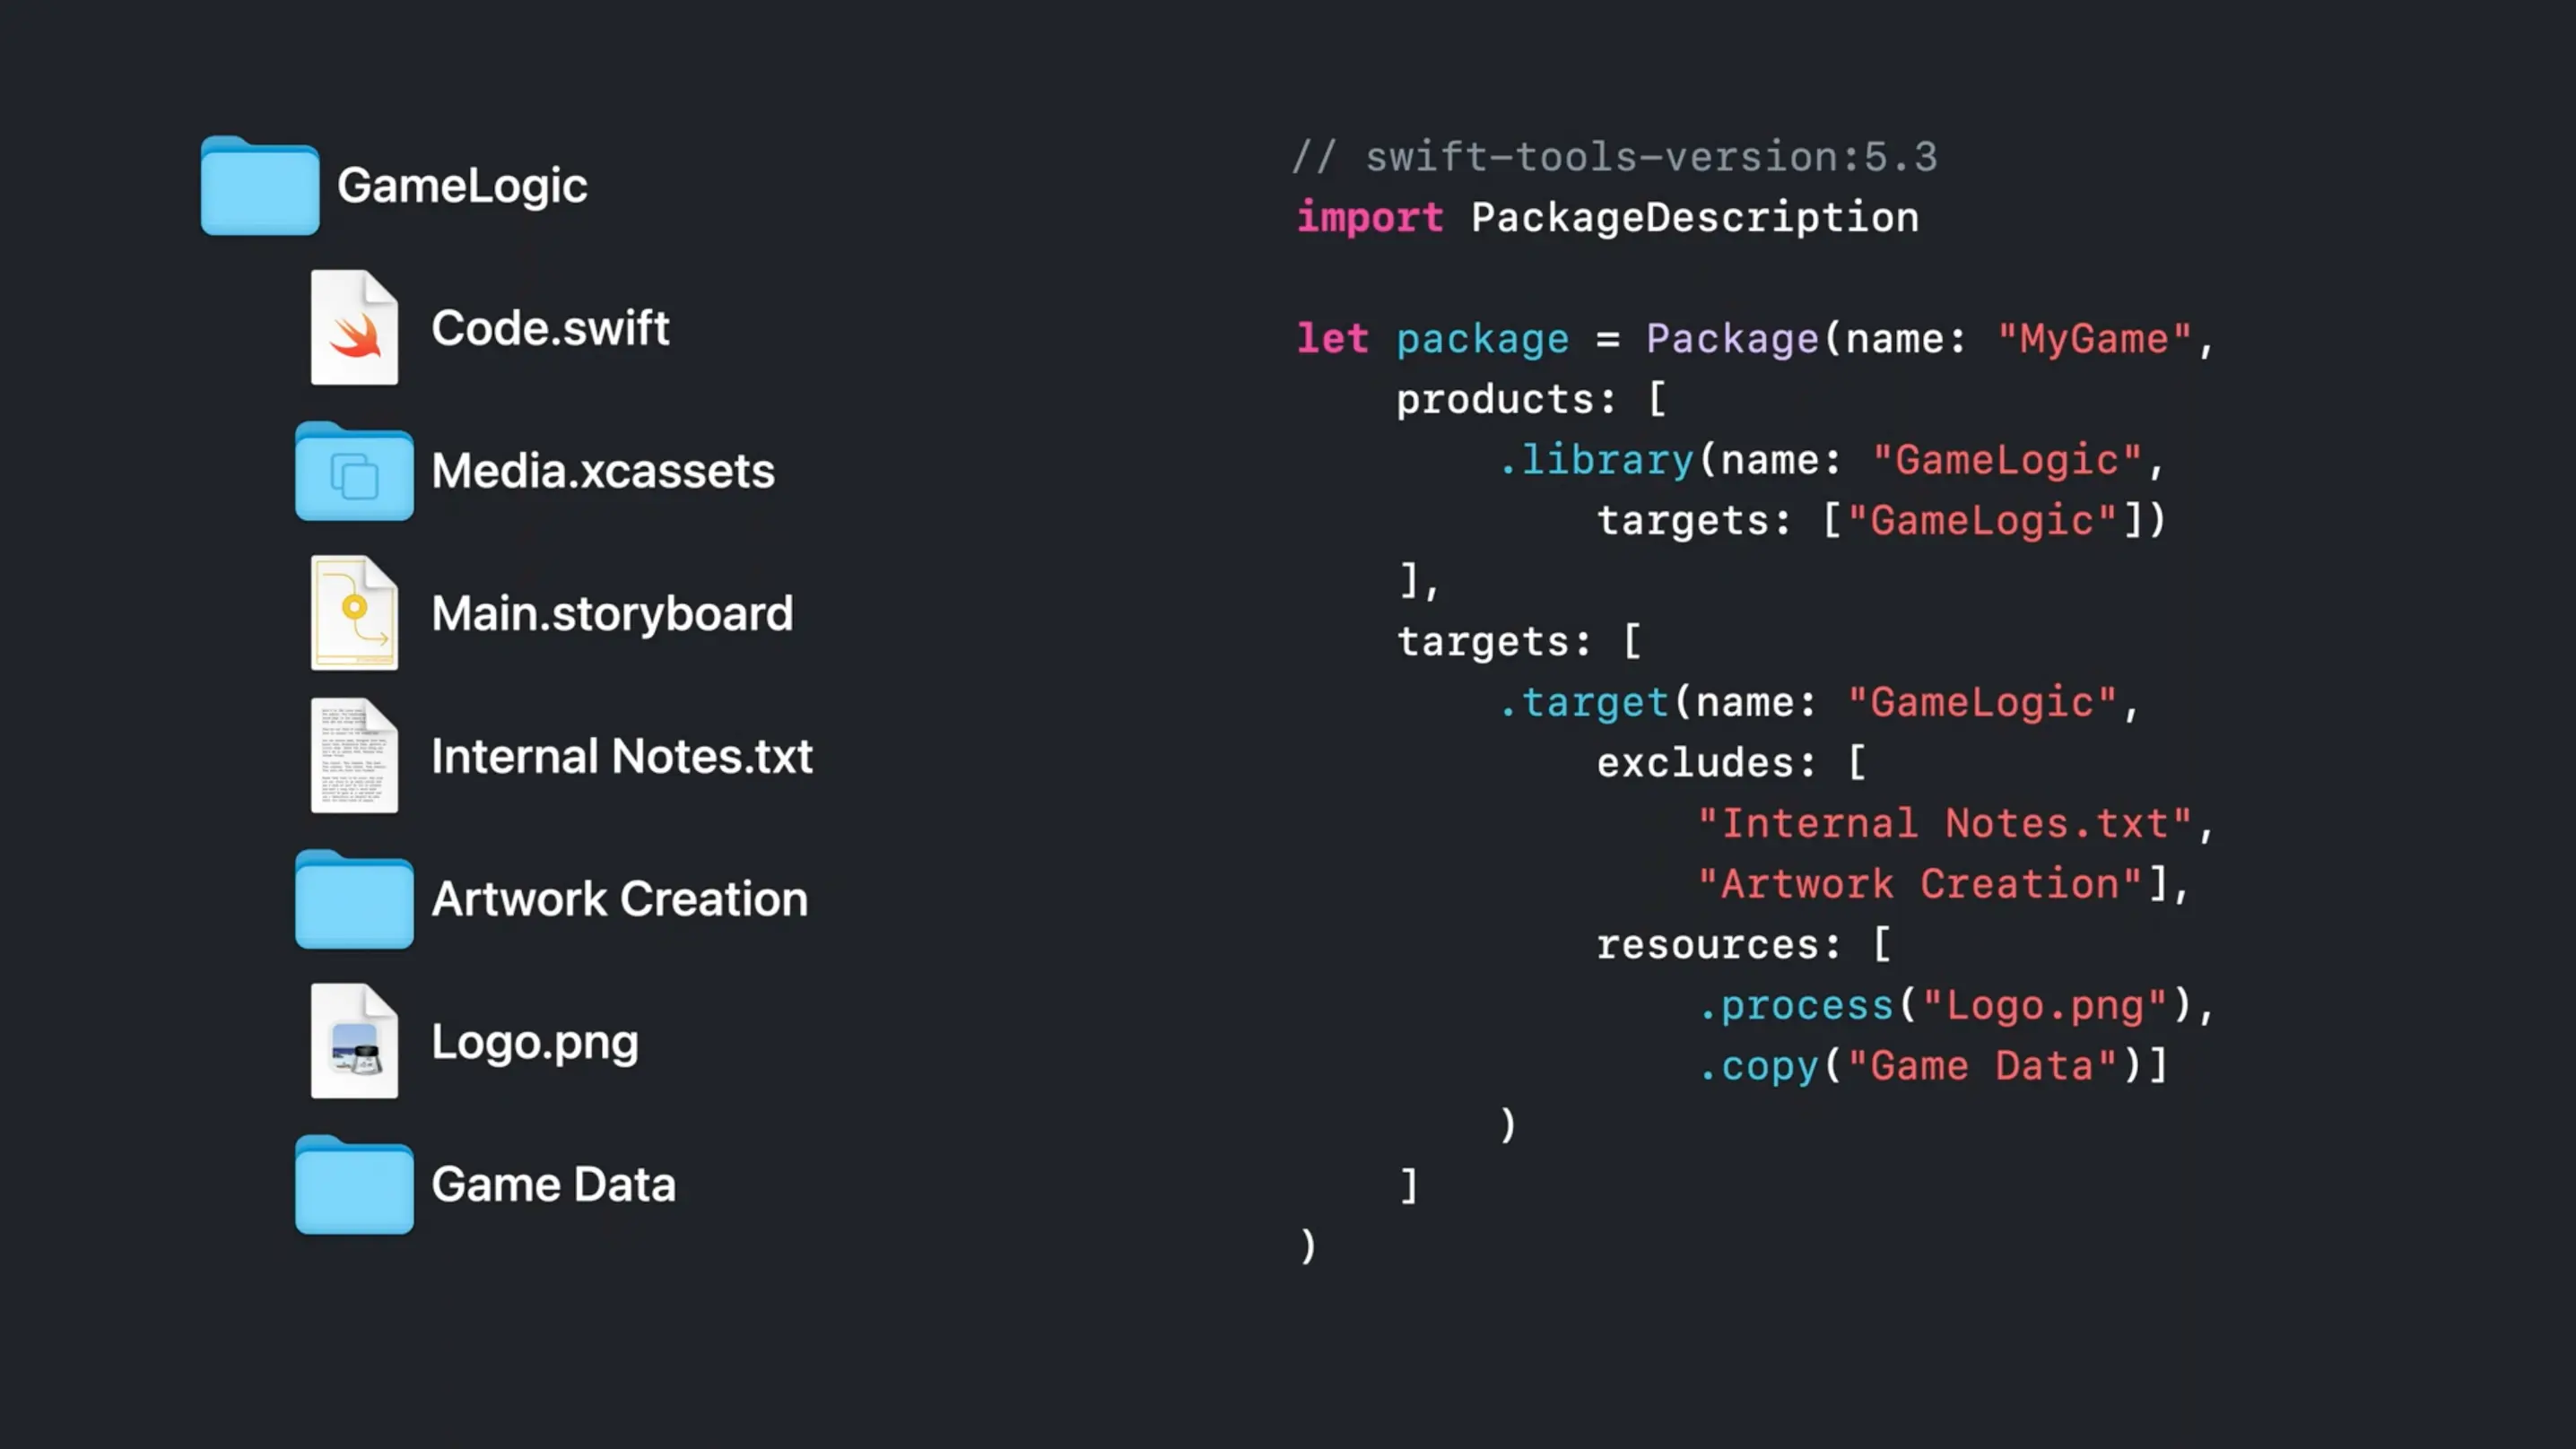 GameLogic
Code.swift
Media.xcassets
Main.storyboard
Internal Notes.txt
Artwork Creation
Logo.png
Game Data
// swift-tools-version:5.3
import PackageDescription
let package = Package(name: "MyGame",
products: [
.library(name: "GameLogic",
targets: ["GameLogic"])
],
targets: [
.target(name: "GameLogic",
excludes: [
"Internal Notes.txt",
"Artwork Creation"],
resources: [
.process("Logo.png"),
.copy("Game Data")]
)
]
)